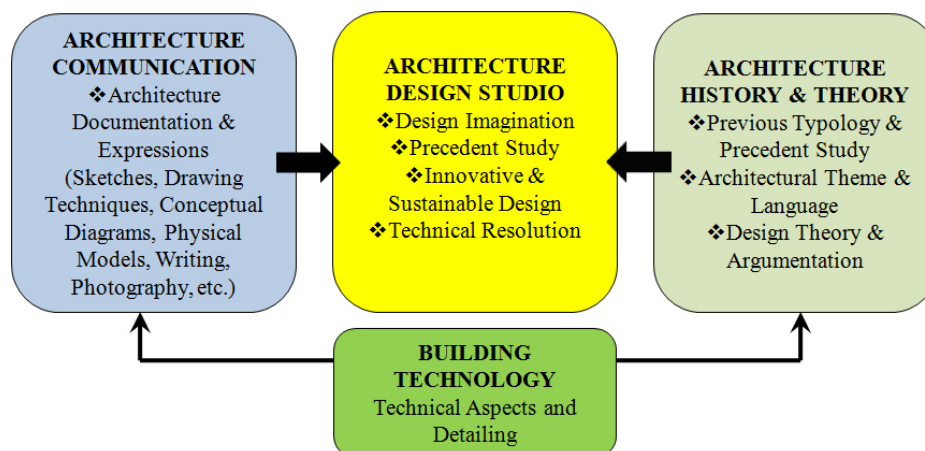 ARCHITECTURE
COMMUNICATION
❖Architecture
Documentation &
Expressions
(Sketches, Drawing
Techniques, Conceptual
Diagrams, Physical
Models, Writing,
Photography, etc.)
ARCHITECTURE
DESIGN STUDIO
❖Design Imagination
❖Precedent Study
❖Innovative &
Sustainable Design
❖Technical Resolution
ARCHITECTURE
HISTORY & THEORY
❖Previous Typology &
Precedent Study
❖Architectural Theme &
Language
❖Design Theory &
Argumentation
BUILDING
TECHNOLOGY
Technical Aspects and
Detailing